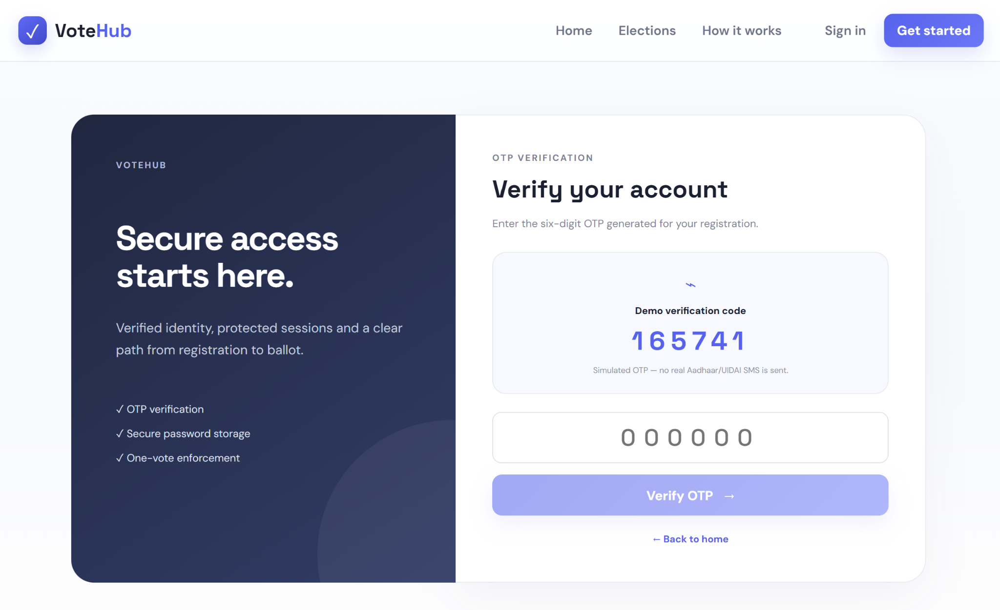 ✓ VoteHub
Home Elections How it works Sign in Get started
VOTEHUB
Secure access
starts here.
Verified identity, protected sessions and a clear
path from registration to ballot.
✓ OTP verification
✓ Secure password storage
✓ One-vote enforcement
OTP VERIFICATION
Verify your account
Enter the six-digit OTP generated for your registration.
Demo verification code
165741
Simulated OTP — no real Aadhaar/UIDAI SMS is sent.
000000
Verify OTP →
← Back to home